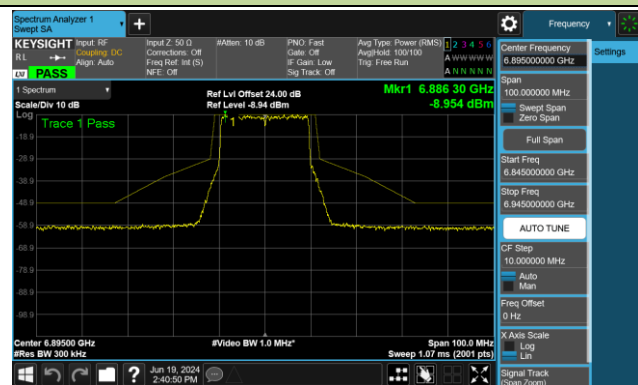 Spectrum Analyzer 1
Swept SA
Frequency
KEYSIGHT
RL
PASS
Input: RF
Coupling: DC
Align: Auto
Input Z: 50 Ω
Corrections: Off
Freq Ref: Int (S)
NFE: Off
#Atten: 10 dB
PNO: Fast
Gate: Off
IF Gain: Low
Sig Track: Off
Avg Type: Power (RMS)
Avg|Hold: 100/100
Trig: Free Run
1 2 3 4 5 6
A W W W W W
A N N N N N
1 Spectrum
Scale/Div 10 dB
Ref Lvl Offset 24.00 dB
Ref Level -8.94 dBm
Mkr1 6.886 30 GHz
-8.954 dBm
Log
Trace 1 Pass
1
1
-18.9
-28.9
-38.9
-48.9
-58.9
-68.9
-78.9
-88.9
-98.9
Center 6.89500 GHz
#Res BW 300 kHz
#Video BW 1.0 MHz*
Span 100.0 MHz
Sweep 1.07 ms (2001 pts)
Center Frequency
6.895000000 GHz
Settings
Span
100.000000 MHz
Swept Span
Zero Span
Full Span
Start Freq
6.845000000 GHz
Stop Freq
6.945000000 GHz
AUTO TUNE
CF Step
10.000000 MHz
Auto
Man
Freq Offset
0 Hz
X Axis Scale
Log
Lin
Signal Track
(Span Zoom)
Jun 19, 2024
2:40:50 PM